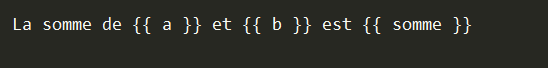 La somme de {{ a }} et {{ b }} est {{ somme }}